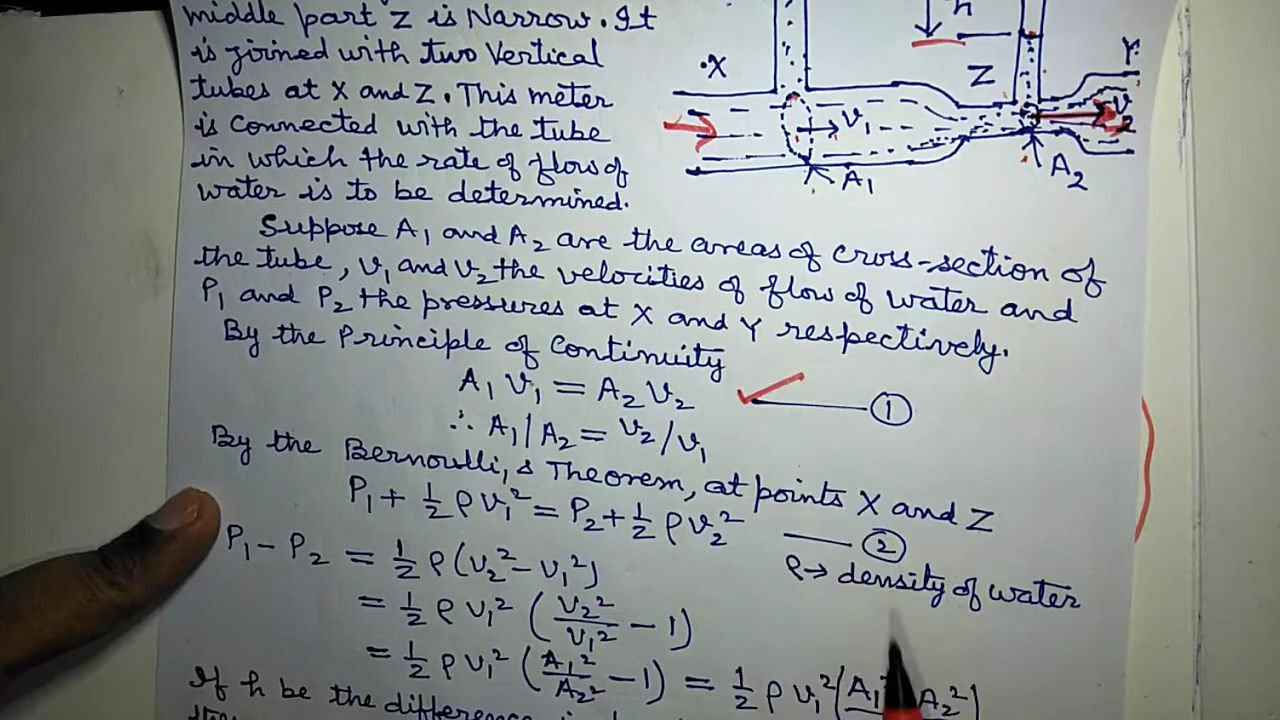 middle part Z is Narrow. It
is joined with two Vertical
tubes at X and Z. This meter
is connected with the tube
in which the rate of flow of
water is to be determined.
h
.X
Z
Y
V₁
V₂
A₁
A₂
Suppose A₁ and A₂ are the areas of cross-section of
the tube, v₁ and v₂ the velocities of flow of water and
P₁ and P₂ the pressures at X and Y respectively.
By the Principle of Continuity
A₁ v₁ = A₂ v₂ ①
∴ A₁/A₂ = v₂/v₁
By the Bernoulli,s Theorem, at points X and Z
P₁ + ½ ρ v₁² = P₂ + ½ ρ v₂² ②
P₁ - P₂ = ½ ρ (v₂² - v₁²)
ρ → density of water
= ½ ρ v₁² (v₂²/v₁² - 1)
= ½ ρ v₁² (A₁²/A₂² - 1) = ½ ρ v₁² (A₁ A₂²)
If h be the difference